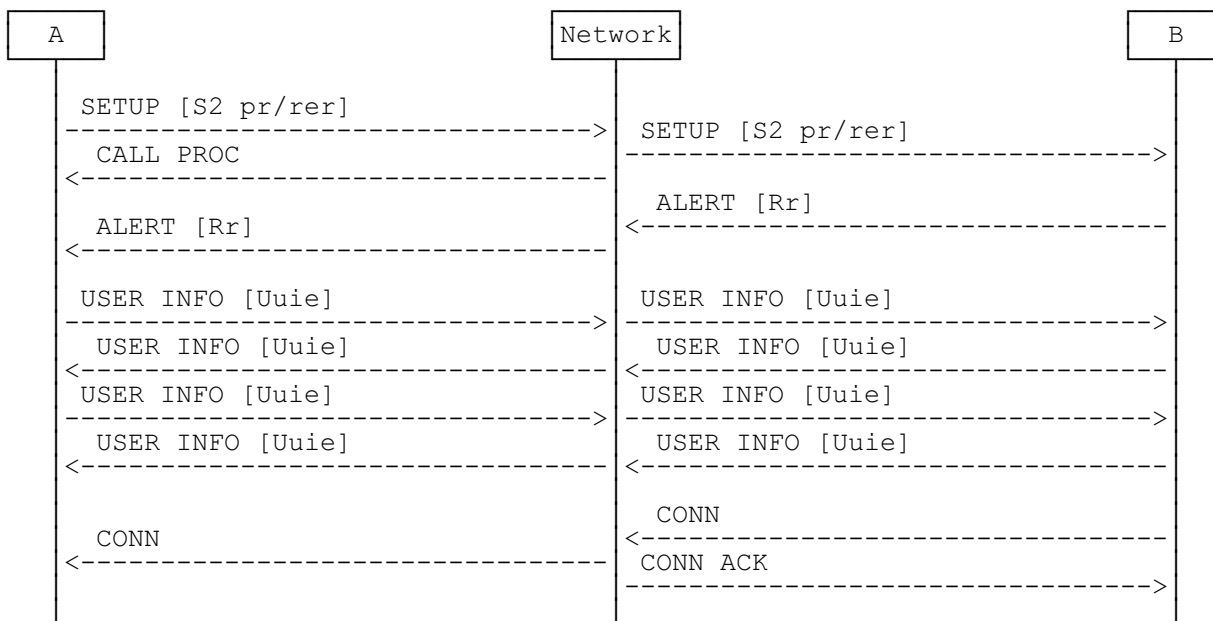 A Network B
SETUP [S2 pr/rer]
SETUP [S2 pr/rer]
CALL PROC
ALERT [Rr]
ALERT [Rr]
USER INFO [Uuie] USER INFO [Uuie]
USER INFO [Uuie] USER INFO [Uuie]
USER INFO [Uuie] USER INFO [Uuie]
USER INFO [Uuie] USER INFO [Uuie]
CONN
CONN
CONN ACK